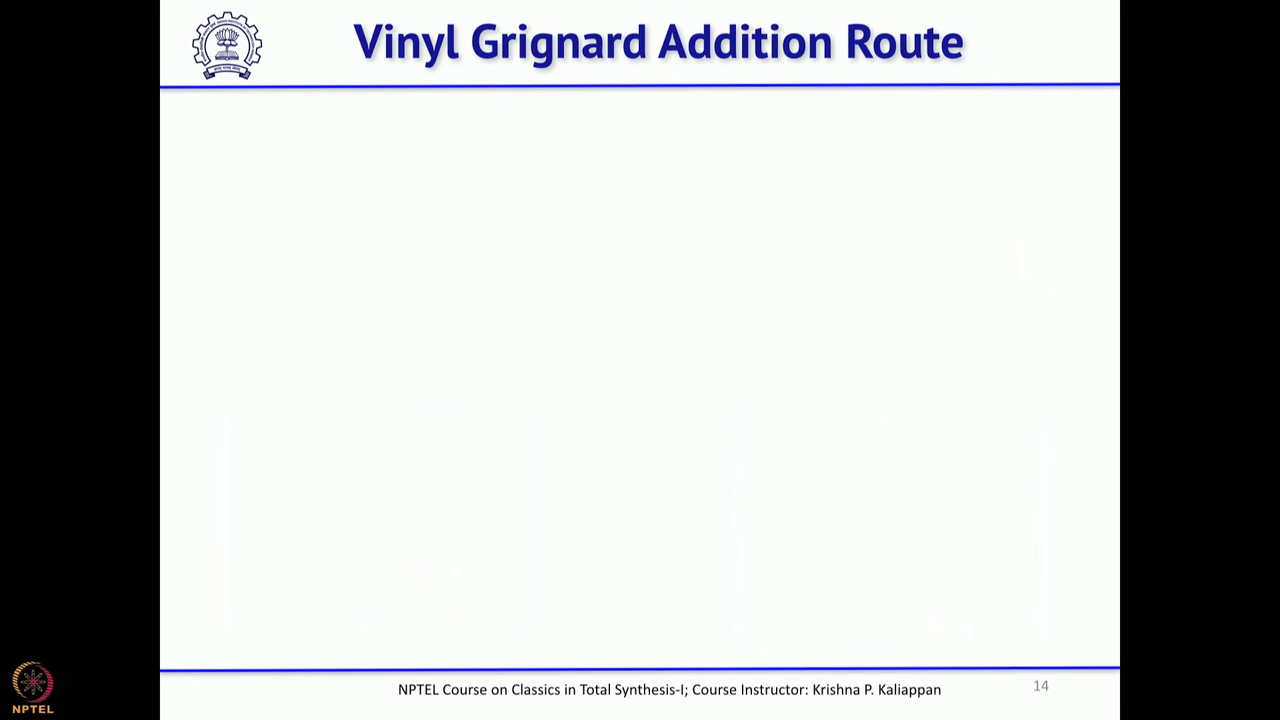 Vinyl Grignard Addition Route
NPTEL Course on Classics in Total Synthesis-I; Course Instructor: Krishna P. Kaliappan
14
NPTEL